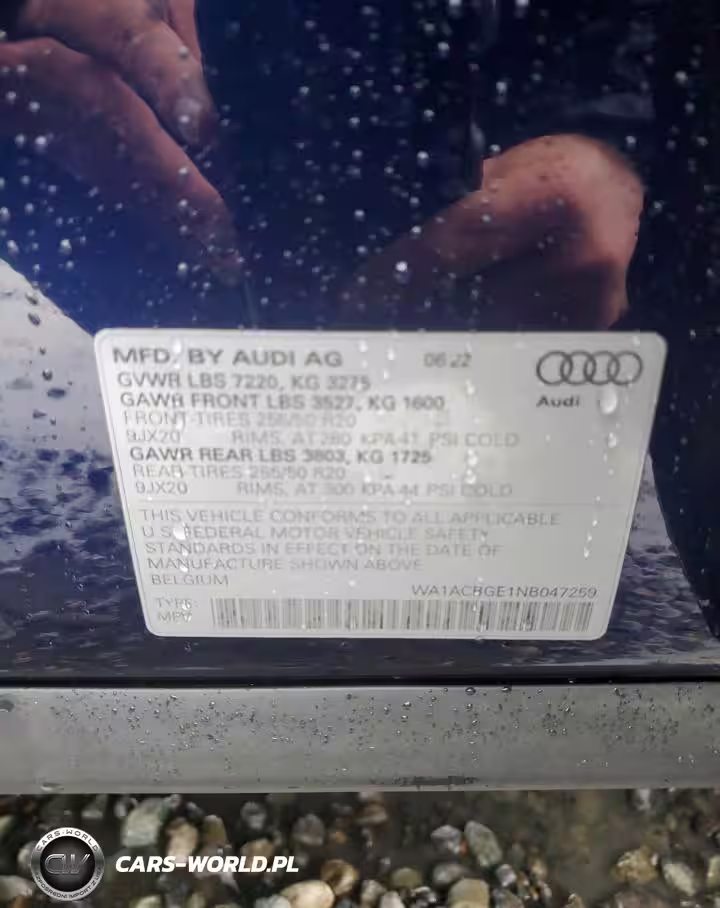 MFD. BY AUDI AG 06.22
GVWR LBS 7220, KG 3275
GAWR FRONT LBS 3527, KG 1600
FRONT-TIRES 255/50 R20
9JX20 RIMS, AT 280 KPA 41 PSI COLD
GAWR REAR LBS 3803, KG 1725
REAR-TIRES 255/50 R20
9JX20 RIMS, AT 300 KPA 44 PSI COLD
Audi
THIS VEHICLE CONFORMS TO ALL APPLICABLE
U.S. FEDERAL MOTOR VEHICLE SAFETY
STANDARDS IN EFFECT ON THE DATE OF
MANUFACTURE SHOWN ABOVE
BELGIUM
WA1ACBGE1NB047259
TYPE:
MPV
CARS-WORLD
CW
CARS-WORLD.PL